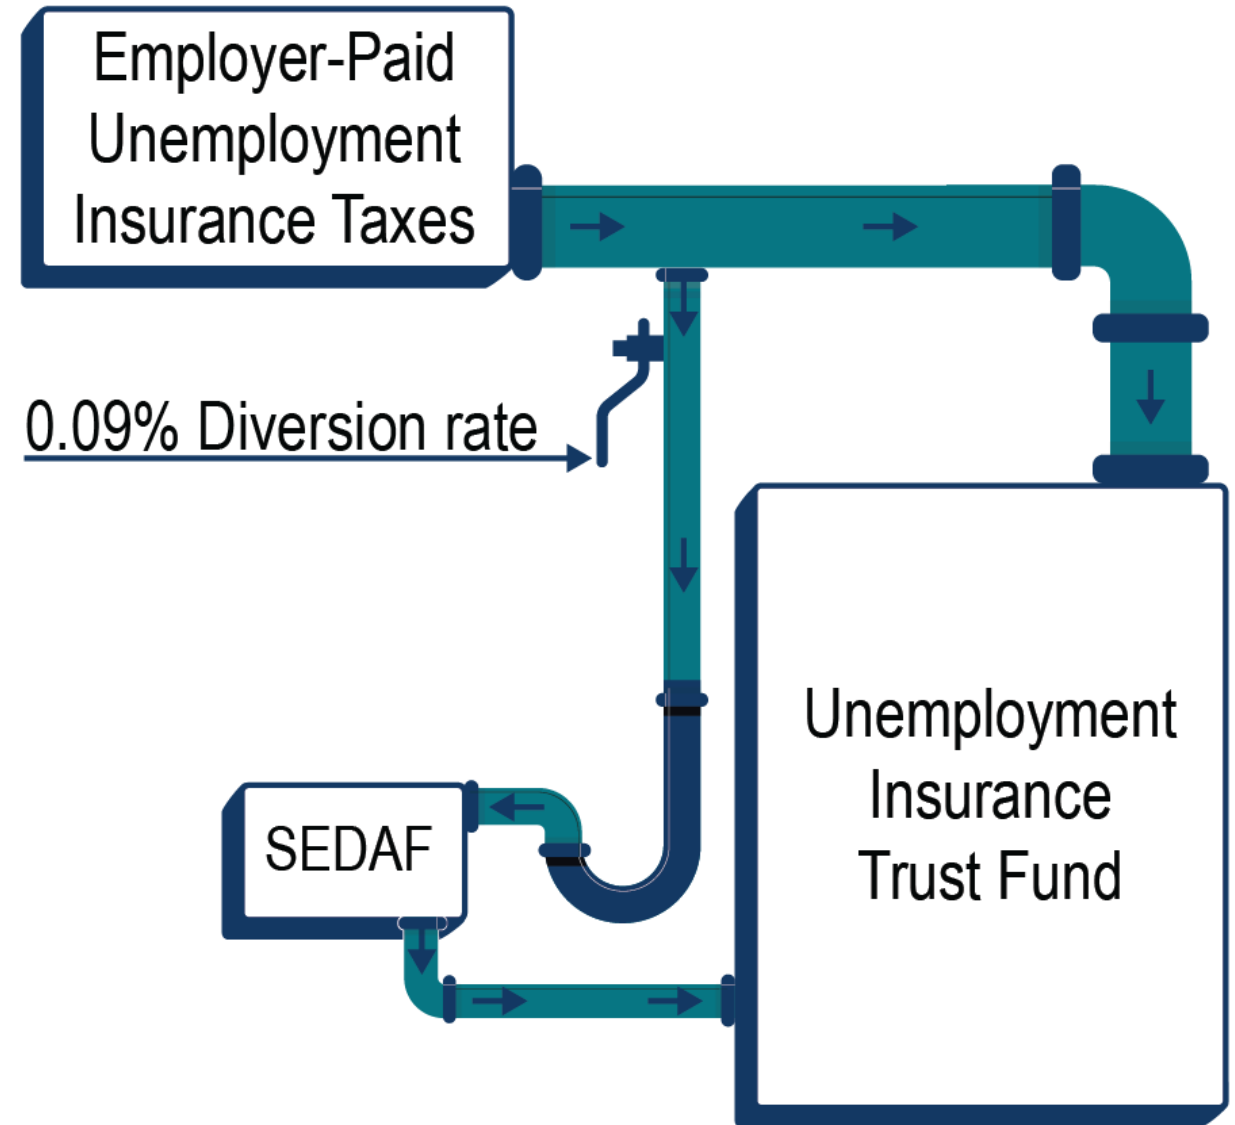 Employer-Paid
Unemployment
Insurance Taxes
0.09% Diversion rate
SEDAF
Unemployment
Insurance
Trust Fund